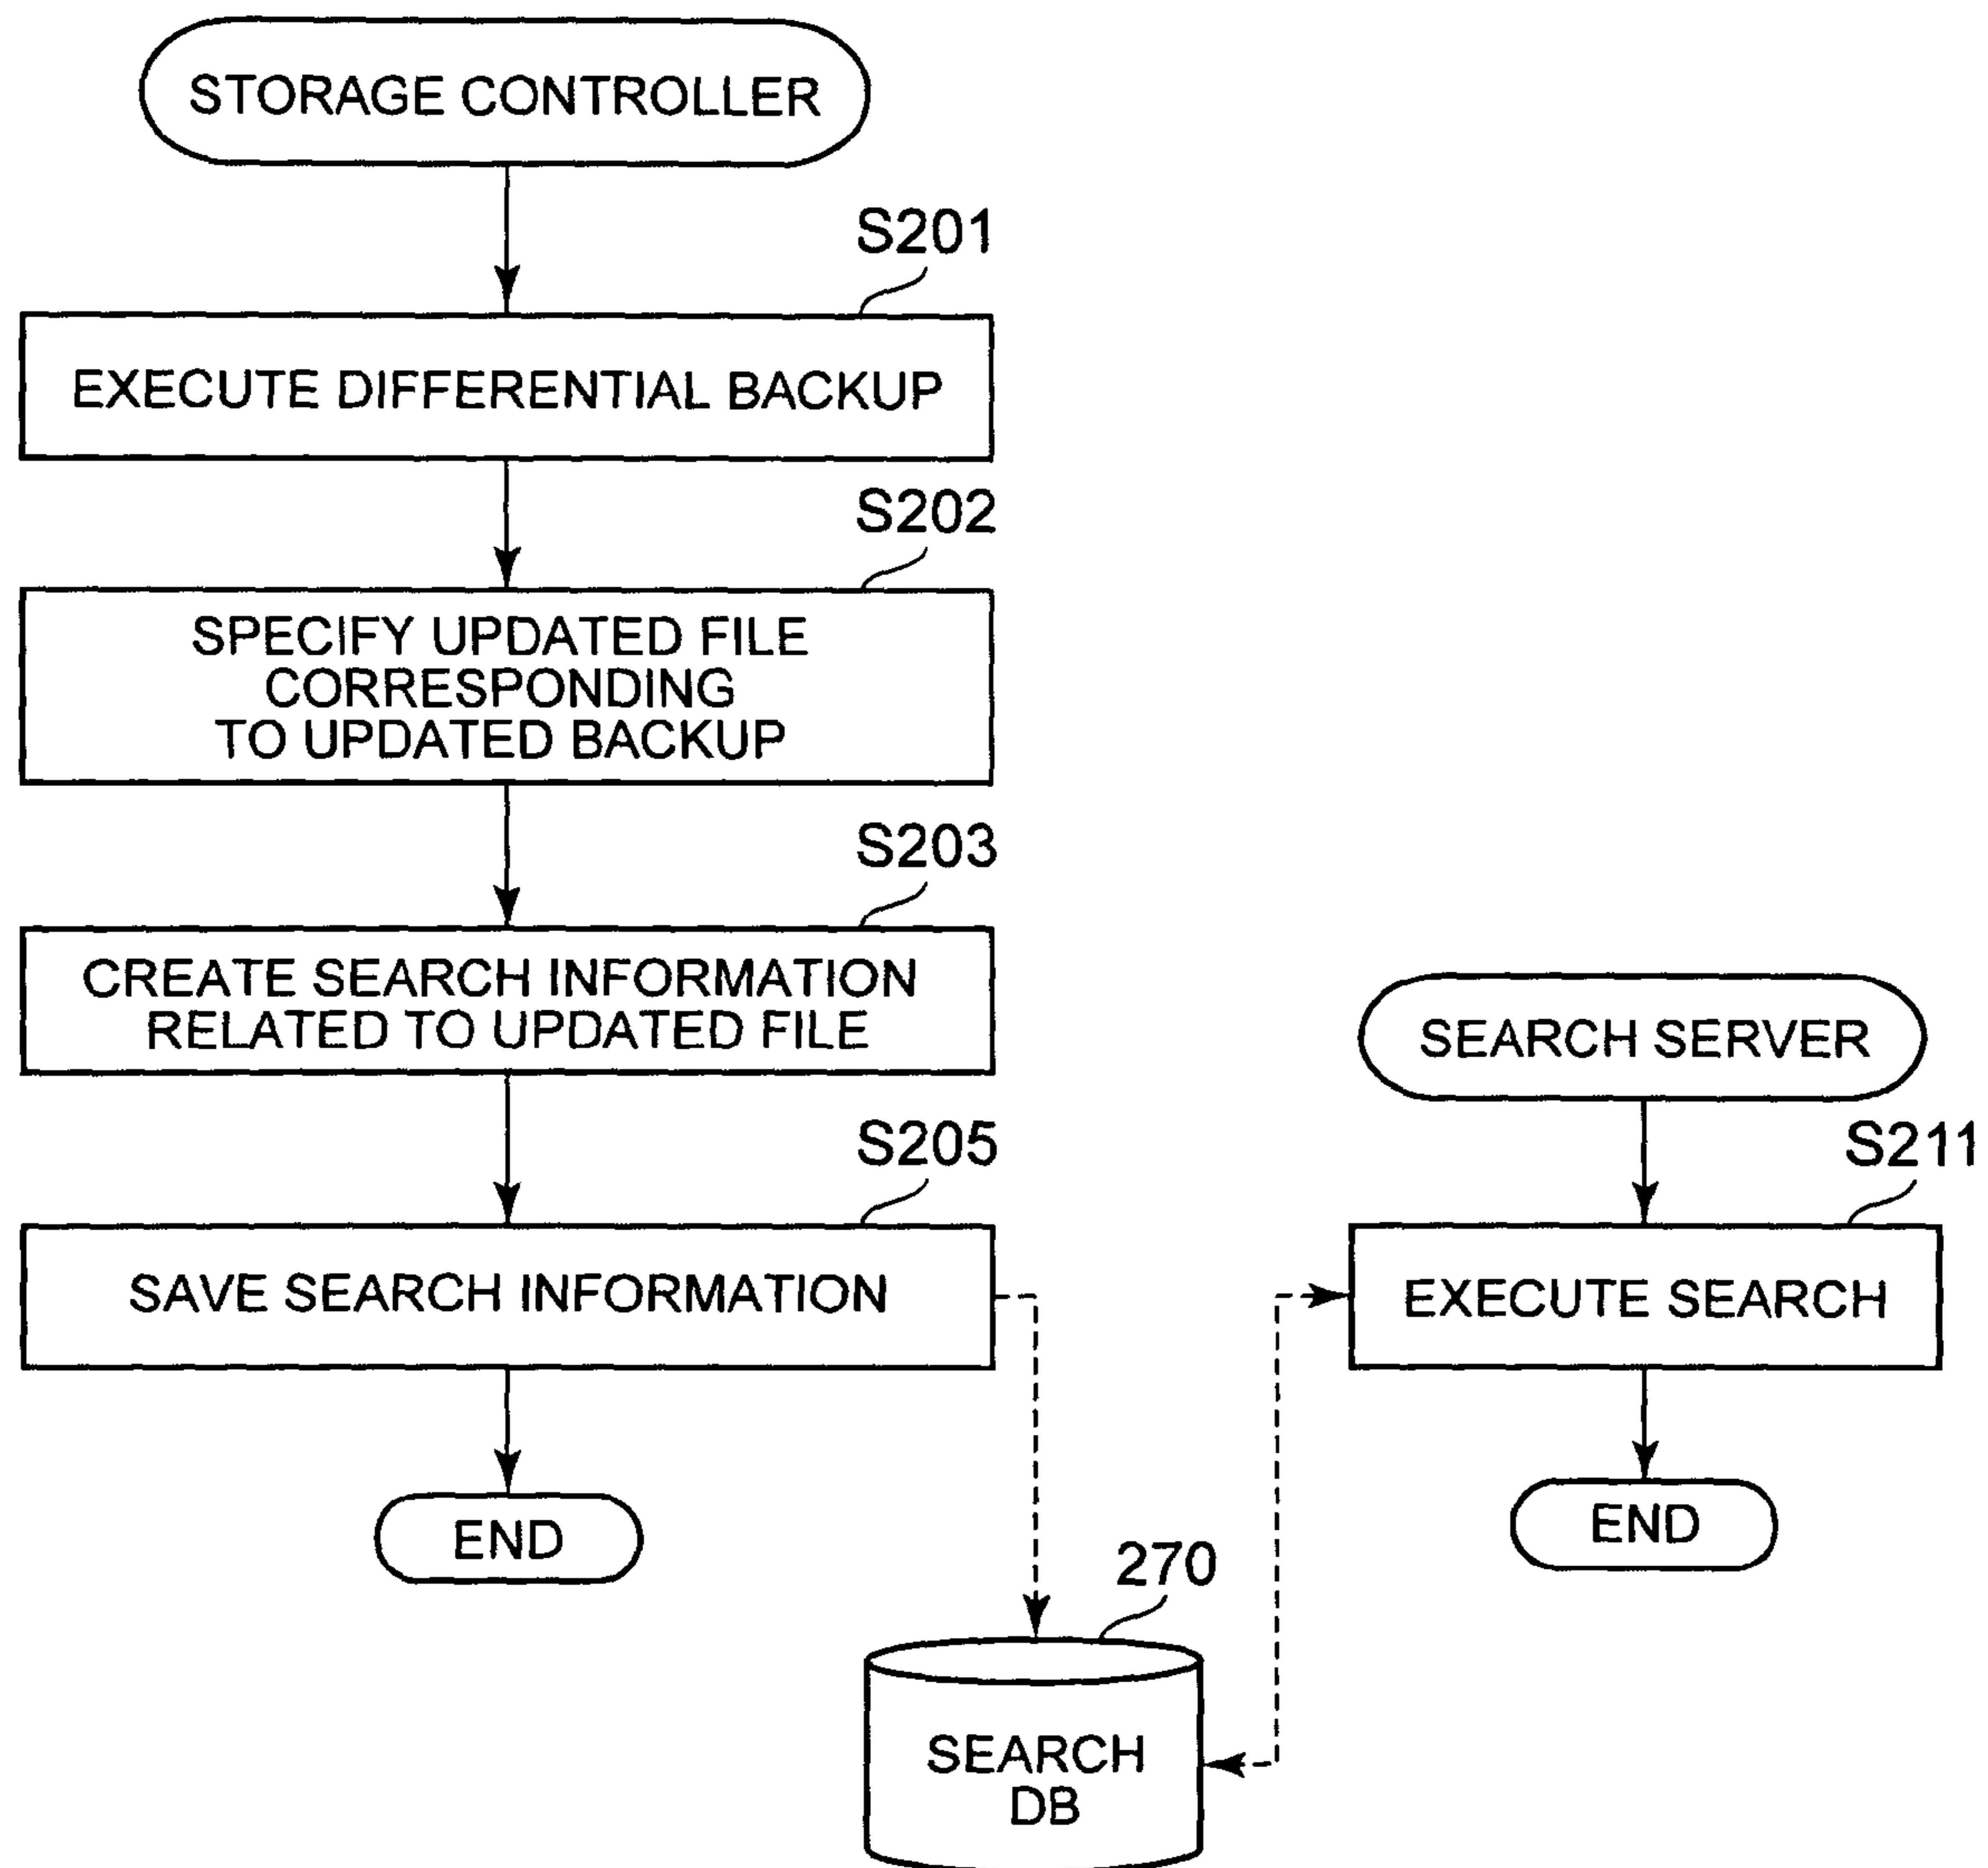 STORAGE CONTROLLER
S201
EXECUTE DIFFERENTIAL BACKUP
S202
SPECIFY UPDATED FILE
CORRESPONDING
TO UPDATED BACKUP
S203
CREATE SEARCH INFORMATION
RELATED TO UPDATED FILE
S205
SAVE SEARCH INFORMATION
END
SEARCH SERVER
S211
EXECUTE SEARCH
END
270
SEARCH
DB